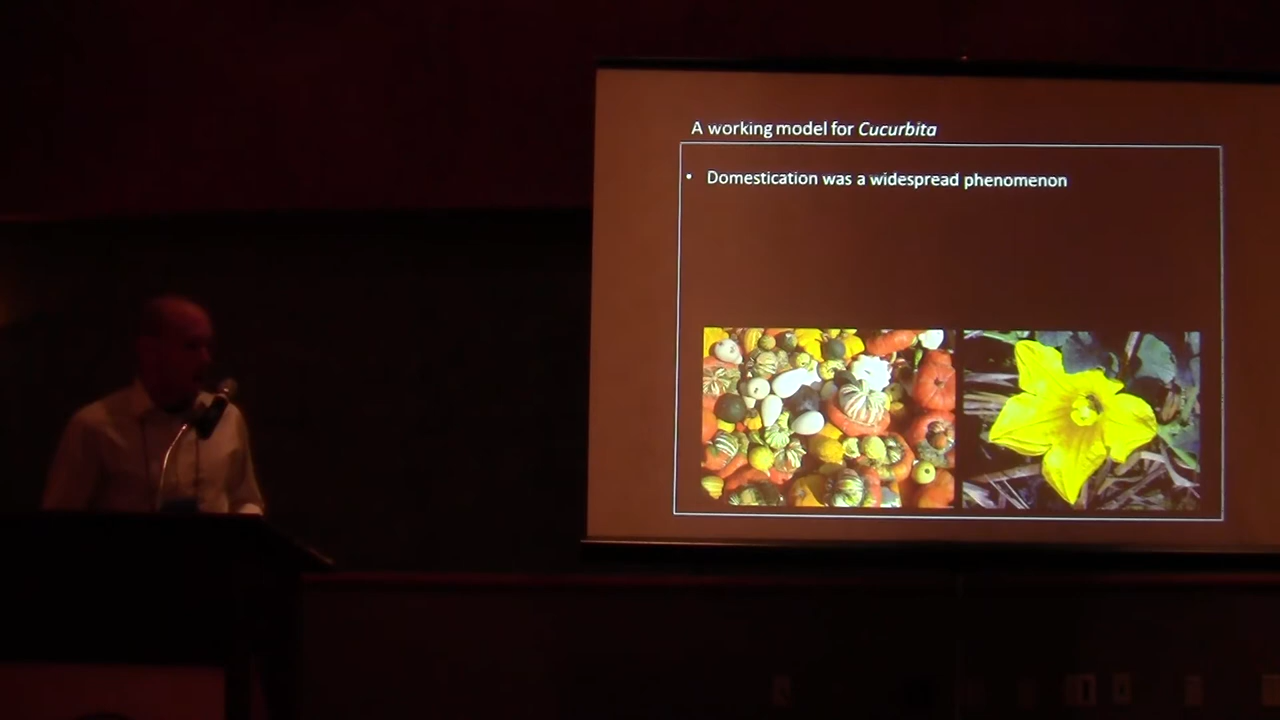 A working model for Cucurbita
• Domestication was a widespread phenomenon